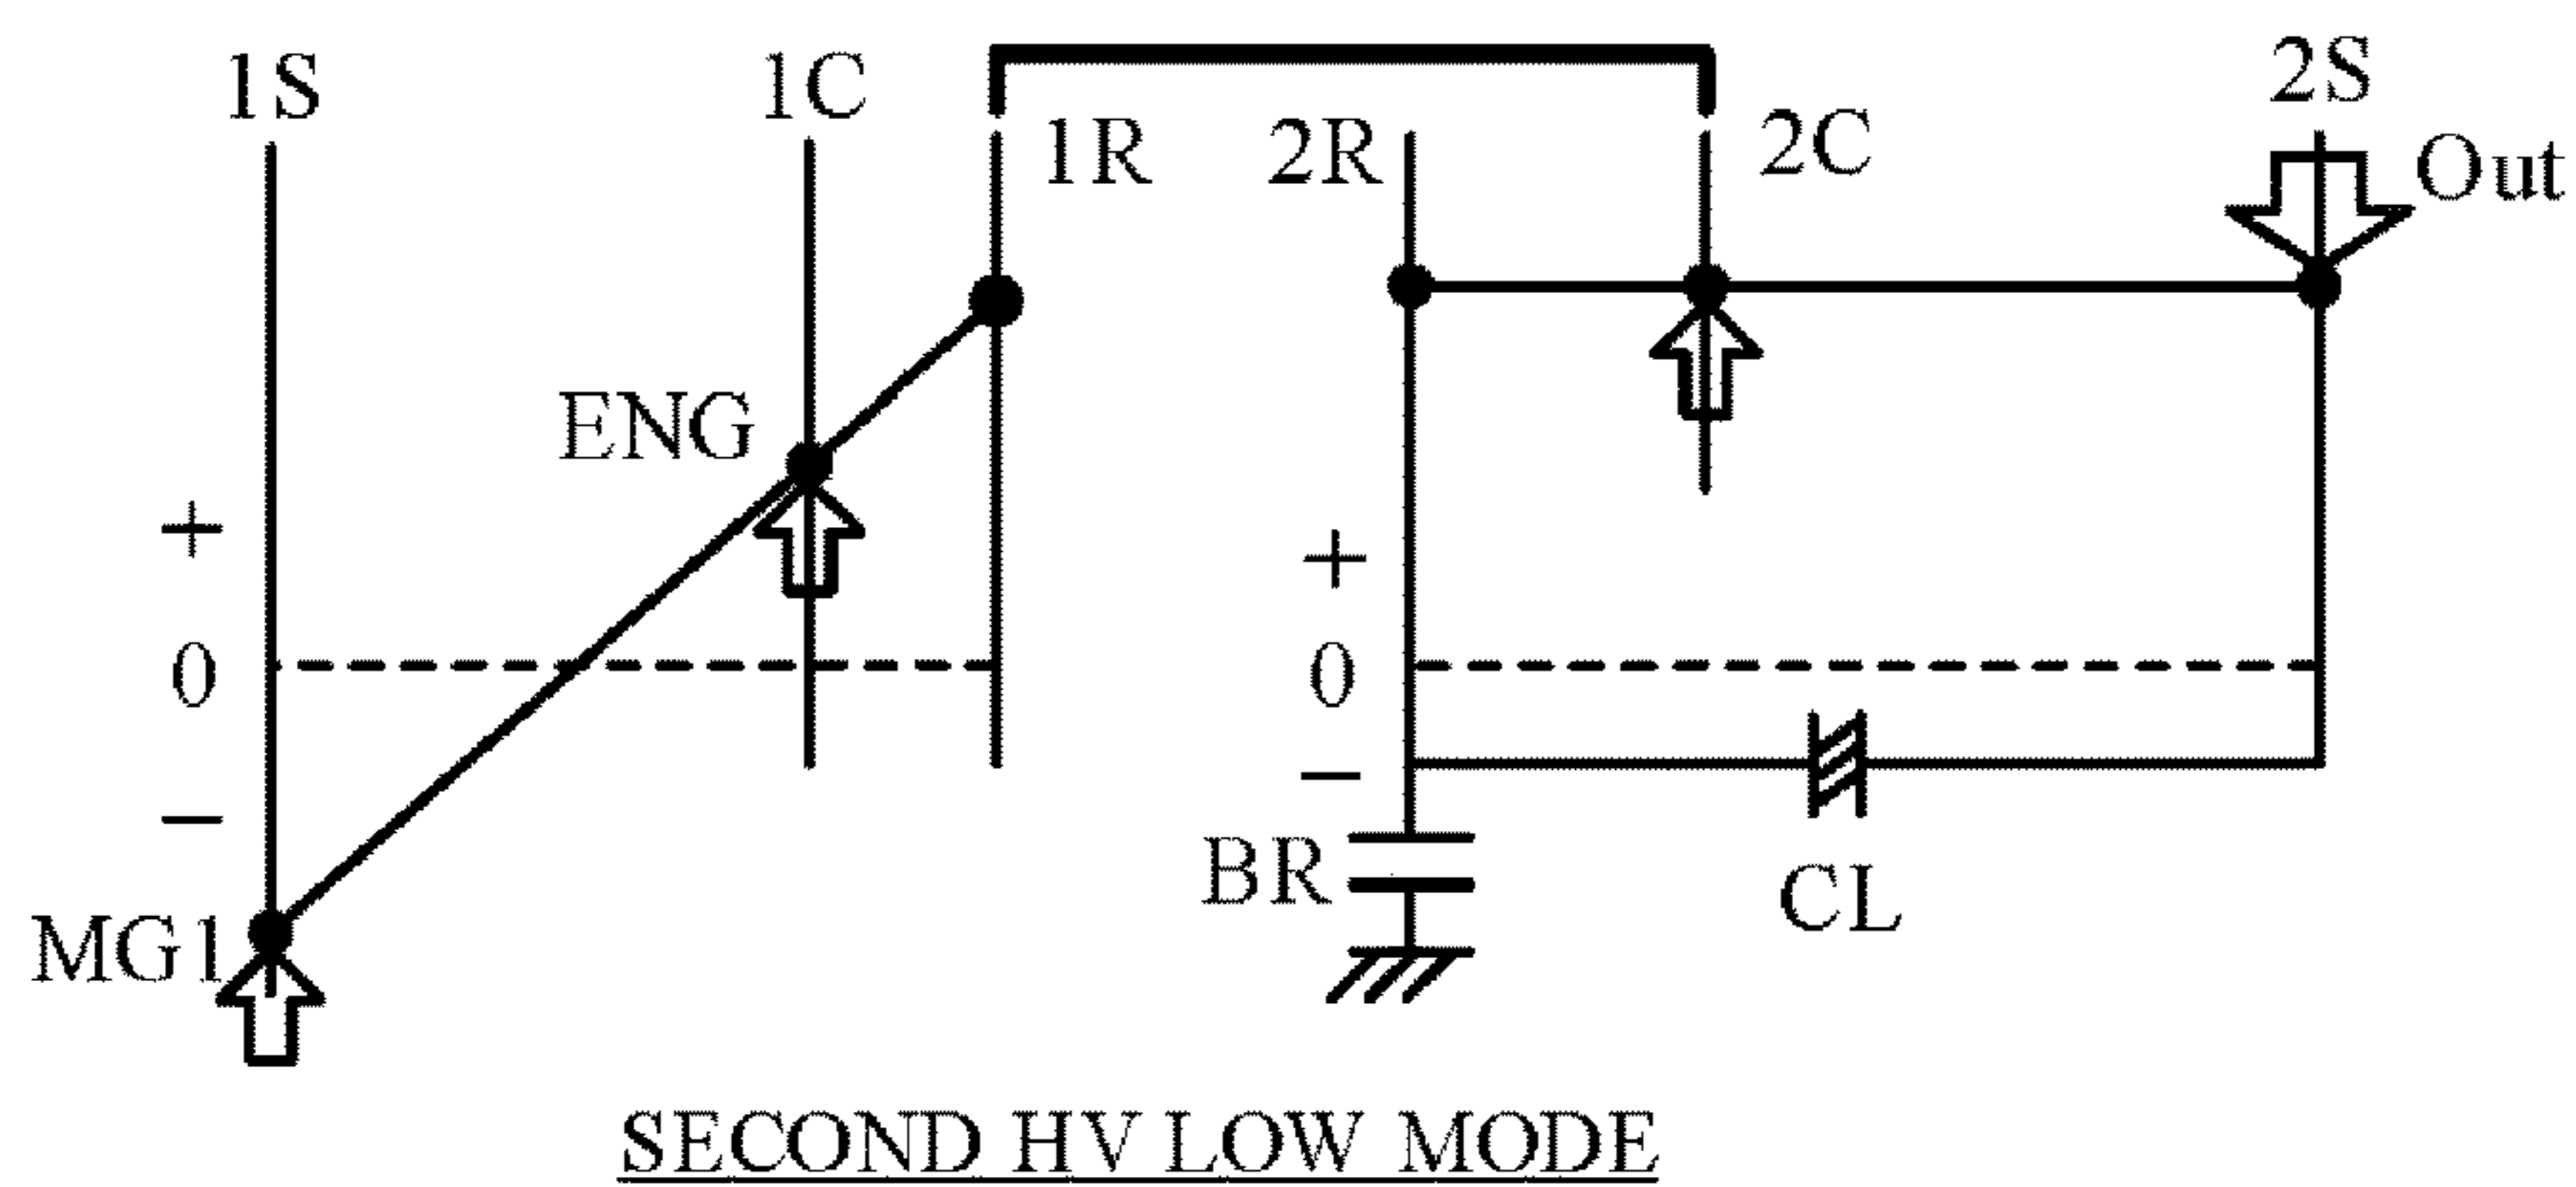 1S 1C 1R 2R 2C 2S
Out
ENG
+ +
0 0
− −
MG1 BR CL
SECOND HV LOW MODE